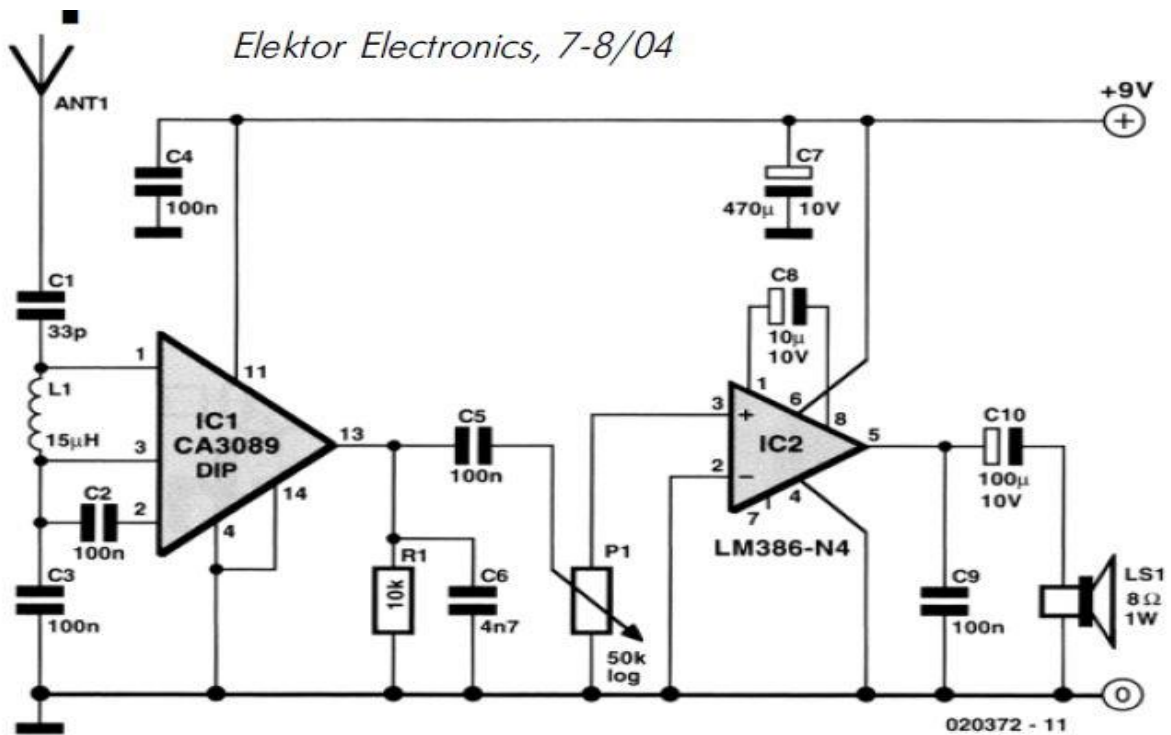 Elektor Electronics, 7-8/04
ANT1
+9V
+
C4
100n
C7
470µ 10V
C1
33p
C8
10µ
10V
1
L1
15µH
3
C2
100n
2
C3
100n
11
IC1
CA3089
DIP
13
14
4
C5
100n
R1
10k
C6
4n7
P1
50k
log
3
+
2
−
1
6
8
5
IC2
4
7
LM386-N4
C10
100µ
10V
C9
100n
LS1
8Ω
1W
0
020372 - 11